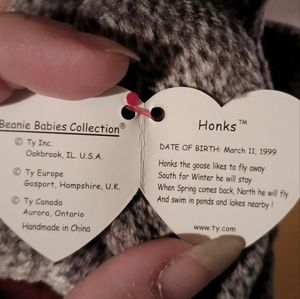 Beanie Babies Collection®
© Ty Inc.
Oakbrook, IL. U.S.A.
© Ty Europe
Gosport, Hampshire, U.K.
© Ty Canada
Aurora, Ontario
Handmade in China
Honks™
DATE OF BIRTH: March 11, 1999
Honks the goose likes to fly away
South for Winter he will stay
When Spring comes back, North he will fly
And swim in ponds and lakes nearby !
www.ty.com